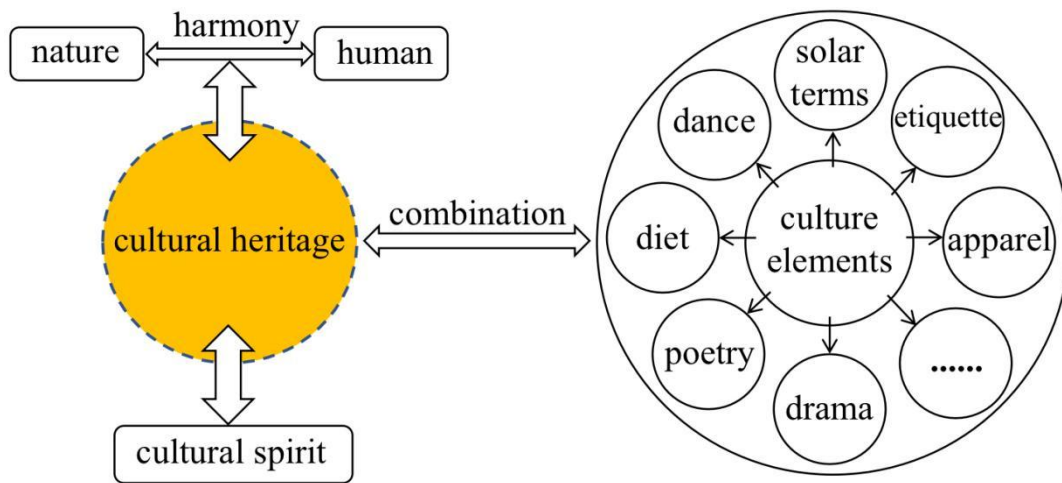 harmony
nature
human
cultural heritage
cultural spirit
combination
solar
terms
dance
etiquette
diet
culture
elements
apparel
poetry
drama
......